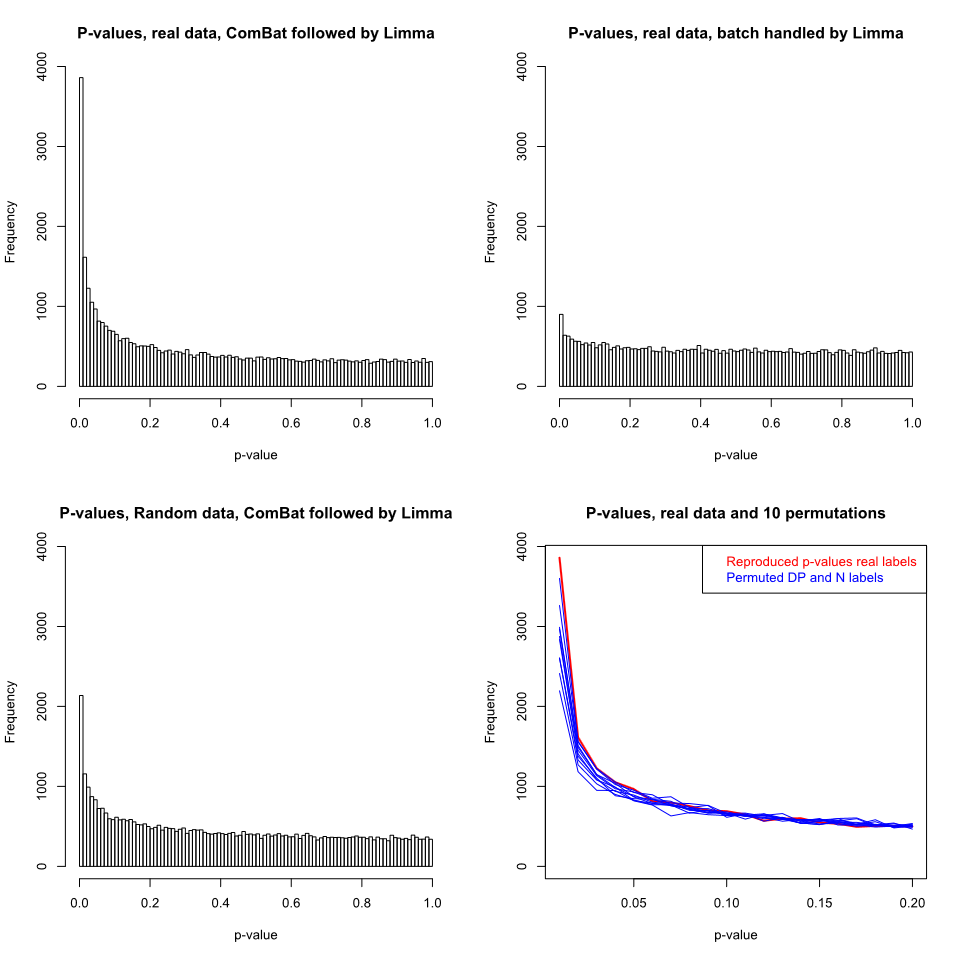 P-values, real data, ComBat followed by Limma
4000
3000
2000
1000
0
Frequency
0.0 0.2 0.4 0.6 0.8 1.0
p-value
P-values, real data, batch handled by Limma
4000
3000
2000
1000
0
Frequency
0.0 0.2 0.4 0.6 0.8 1.0
p-value
P-values, Random data, ComBat followed by Limma
4000
3000
2000
1000
0
Frequency
0.0 0.2 0.4 0.6 0.8 1.0
p-value
P-values, real data and 10 permutations
Reproduced p-values real labels
Permuted DP and N labels
4000
3000
2000
1000
0
Frequency
0.05 0.10 0.15 0.20
p-value